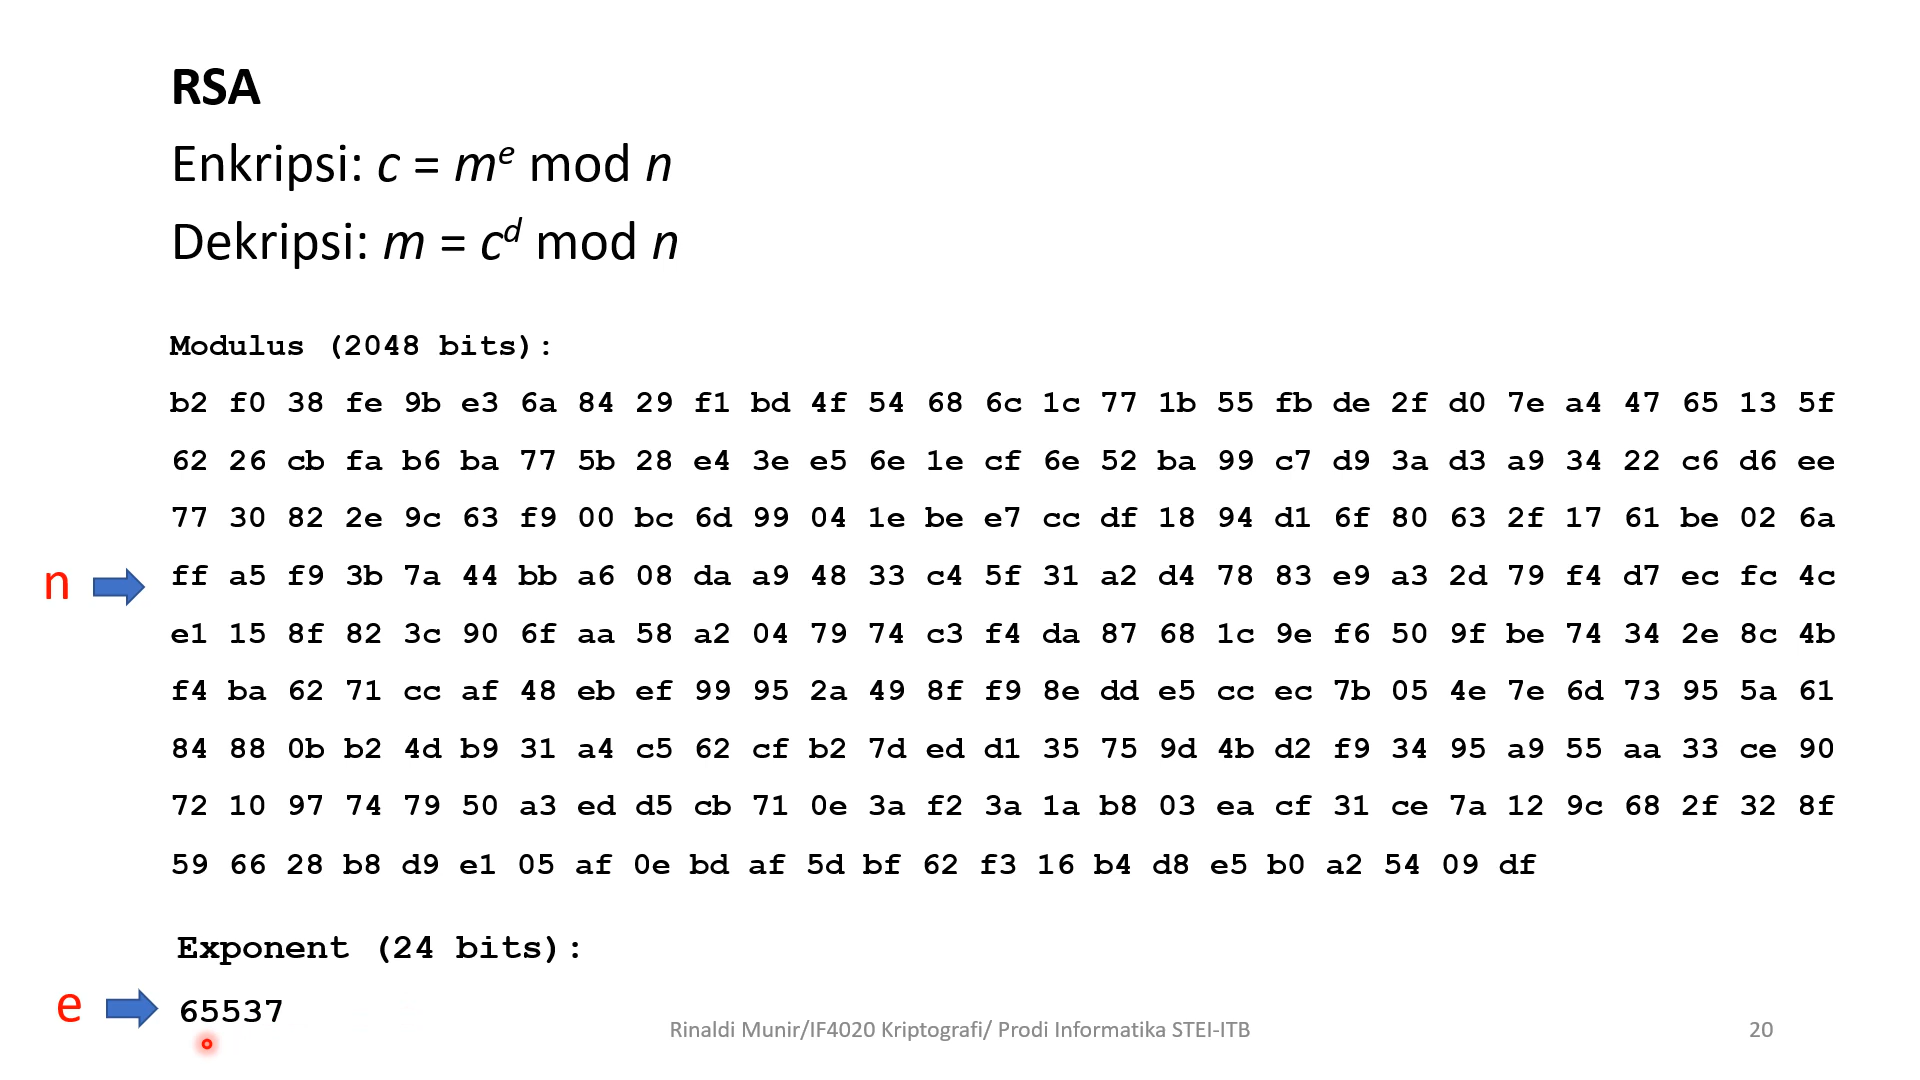 RSA
Enkripsi: c = m^e mod n
Dekripsi: m = c^d mod n
Modulus (2048 bits):
b2 f0 38 fe 9b e3 6a 84 29 f1 bd 4f 54 68 6c 1c 77 1b 55 fb de 2f d0 7e a4 47 65 13 5f
62 26 cb fa b6 ba 77 5b 28 e4 3e e5 6e 1e cf 6e 52 ba 99 c7 d9 3a d3 a9 34 22 c6 d6 ee
77 30 82 2e 9c 63 f9 00 bc 6d 99 04 1e be e7 cc df 18 94 d1 6f 80 63 2f 17 61 be 02 6a
n ff a5 f9 3b 7a 44 bb a6 08 da a9 48 33 c4 5f 31 a2 d4 78 83 e9 a3 2d 79 f4 d7 ec fc 4c
e1 15 8f 82 3c 90 6f aa 58 a2 04 79 74 c3 f4 da 87 68 1c 9e f6 50 9f be 74 34 2e 8c 4b
f4 ba 62 71 cc af 48 eb ef 99 95 2a 49 8f f9 8e dd e5 cc ec 7b 05 4e 7e 6d 73 95 5a 61
84 88 0b b2 4d b9 31 a4 c5 62 cf b2 7d ed d1 35 75 9d 4b d2 f9 34 95 a9 55 aa 33 ce 90
72 10 97 74 79 50 a3 ed d5 cb 71 0e 3a f2 3a 1a b8 03 ea cf 31 ce 7a 12 9c 68 2f 32 8f
59 66 28 b8 d9 e1 05 af 0e bd af 5d bf 62 f3 16 b4 d8 e5 b0 a2 54 09 df
Exponent (24 bits):
e 65537
Rinaldi Munir/IF4020 Kriptografi/ Prodi Informatika STEI-ITB 20